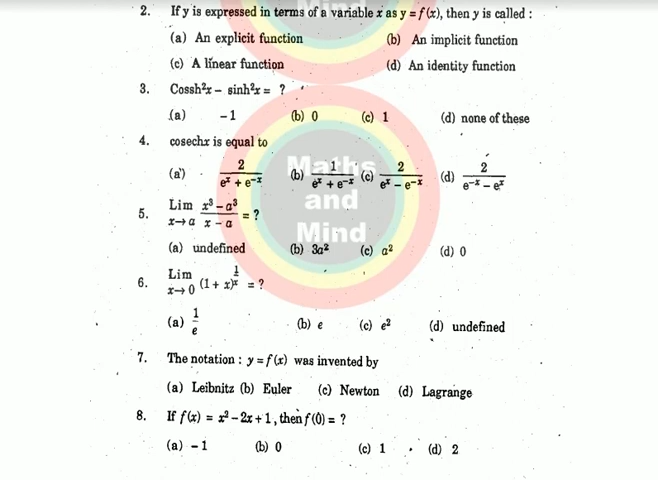 Mind
2. If y is expressed in terms of a variable x as y = f (x), then y is called :
(a) An explicit function (b) An implicit function
(c) A linear function (d) An identity function
3. Cossh²x – sinh²x = ?
(a) – 1 (b) 0 (c) 1 (d) none of these
4. cosechx is equal to
(a) 2/(eˣ + e⁻ˣ) (b) 1/(eˣ + e⁻ˣ) (c) 2/(eˣ – e⁻ˣ) (d) 2/(e⁻ˣ – eˣ)
Maths and Mind
5. Lim x→a (x³ – a³)/(x – a) = ?
(a) undefined (b) 3a² (c) a² (d) 0
6. Lim x→0 (1 + x)^(1/x) = ?
(a) 1/e (b) e (c) e² (d) undefined
7. The notation : y = f (x) was invented by
(a) Leibnitz (b) Euler (c) Newton (d) Lagrange
8. If f(x) = x² – 2x + 1, then f (0) = ?
(a) – 1 (b) 0 (c) 1 (d) 2